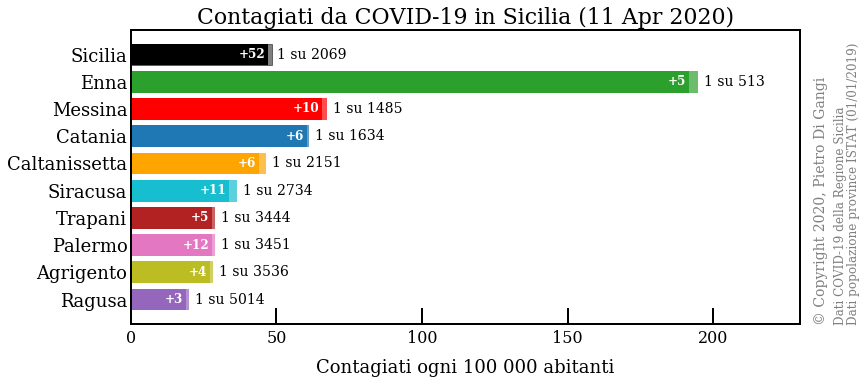 Contagiati da COVID-19 in Sicilia (11 Apr 2020)
Sicilia +52 1 su 2069
Enna +5 1 su 513
Messina +10 1 su 1485
Catania +6 1 su 1634
Caltanissetta +6 1 su 2151
Siracusa +11 1 su 2734
Trapani +5 1 su 3444
Palermo +12 1 su 3451
Agrigento +4 1 su 3536
Ragusa +3 1 su 5014
0 50 100 150 200
Contagiati ogni 100 000 abitanti
© Copyright 2020, Pietro Di Gangi
Dati COVID-19 della Regione Sicilia
Dati popolazione province ISTAT (01/01/2019)